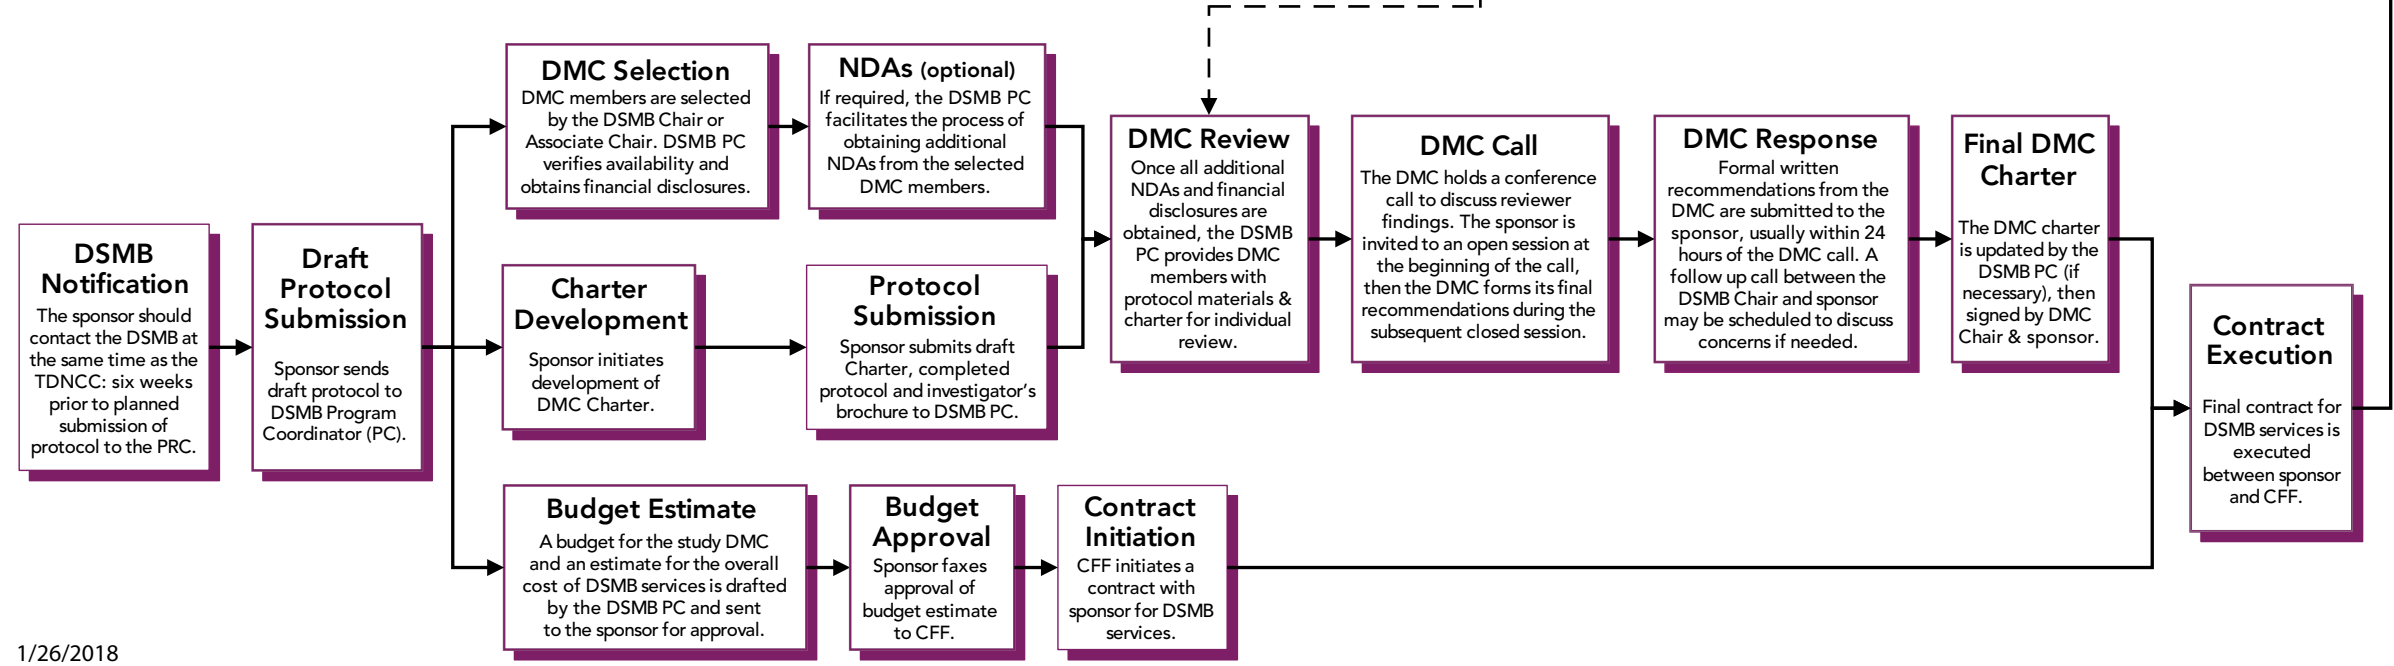 DSMB
Notification
The sponsor should
contact the DSMB at
the same time as the
TDNCC: six weeks
prior to planned
submission of
protocol to the PRC.
Draft
Protocol
Submission
Sponsor sends
draft protocol to
DSMB Program
Coordinator (PC).
DMC Selection
DMC members are selected
by the DSMB Chair or
Associate Chair. DSMB PC
verifies availability and
obtains financial disclosures.
NDAs (optional)
If required, the DSMB PC
facilitates the process of
obtaining additional
NDAs from the selected
DMC members.
Charter
Development
Sponsor initiates
development of
DMC Charter.
Protocol
Submission
Sponsor submits draft
Charter, completed
protocol and investigator's
brochure to DSMB PC.
Budget Estimate
A budget for the study DMC
and an estimate for the overall
cost of DSMB services is drafted
by the DSMB PC and sent
to the sponsor for approval.
Budget
Approval
Sponsor faxes
approval of
budget estimate
to CFF.
Contract
Initiation
CFF initiates a
contract with
sponsor for DSMB
services.
DMC Review
Once all additional
NDAs and financial
disclosures are
obtained, the DSMB
PC provides DMC
members with
protocol materials &
charter for individual
review.
DMC Call
The DMC holds a conference
call to discuss reviewer
findings. The sponsor is
invited to an open session at
the beginning of the call,
then the DMC forms its final
recommendations during the
subsequent closed session.
DMC Response
Formal written
recommendations from the
DMC are submitted to the
sponsor, usually within 24
hours of the DMC call. A
follow up call between the
DSMB Chair and sponsor
may be scheduled to discuss
concerns if needed.
Final DMC
Charter
The DMC charter
is updated by the
DSMB PC (if
necessary), then
signed by DMC
Chair & sponsor.
Contract
Execution
Final contract for
DSMB services is
executed
between sponsor
and CFF.
1/26/2018